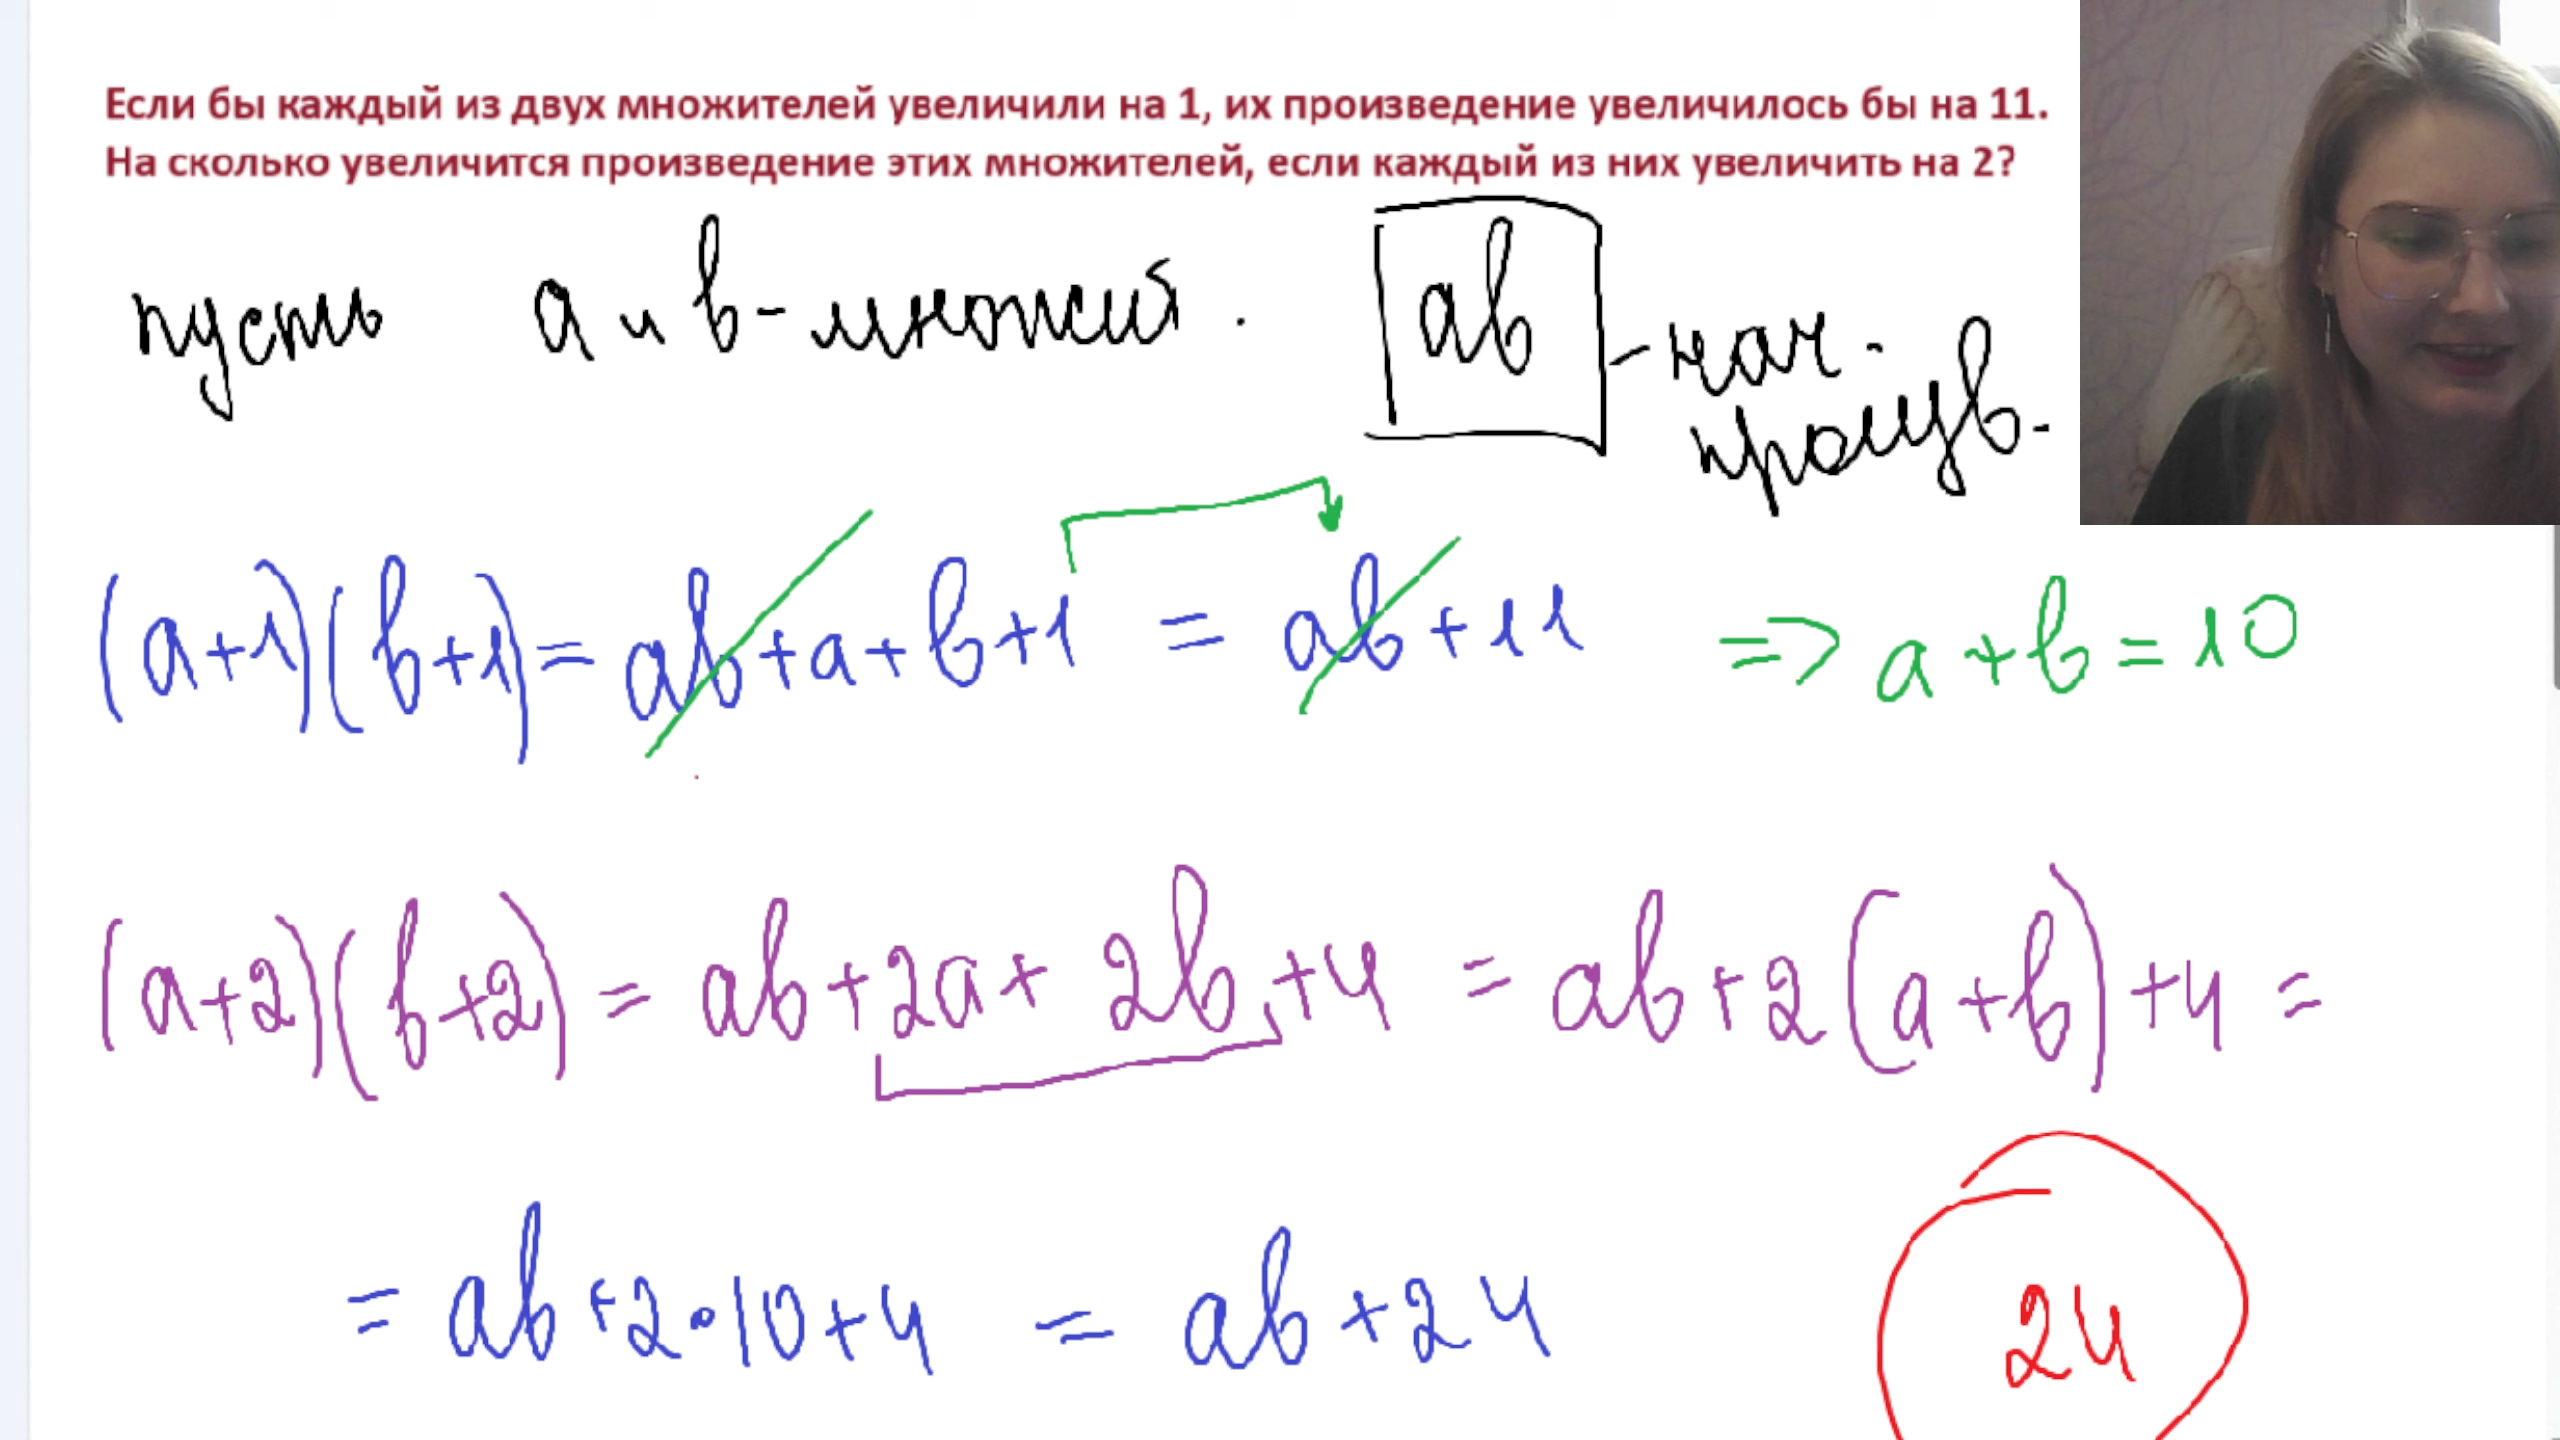 Если бы каждый из двух множителей увеличили на 1, их произведение увеличилось бы на 11.
На сколько увеличится произведение этих множителей, если каждый из них увеличить на 2?
пусть a и b - множит. ab - нач.
произв.
(a+1)(b+1) = ab + a + b + 1 = ab + 11 => a + b = 10
(a+2)(b+2) = ab + 2a + 2b + 4 = ab + 2(a+b) + 4 =
= ab + 2•10 + 4 = ab + 24
24